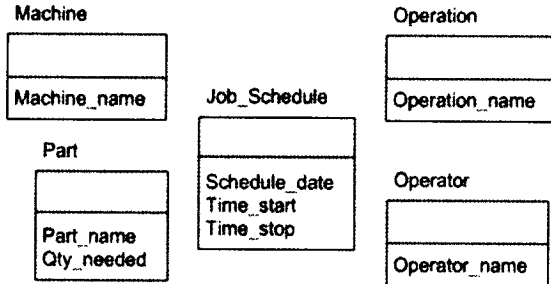 Machine
Machine_name
Part
Part_name
Qty_needed
Job_Schedule
Schedule_date
Time_start
Time_stop
Operation
Operation_name
Operator
Operator_name